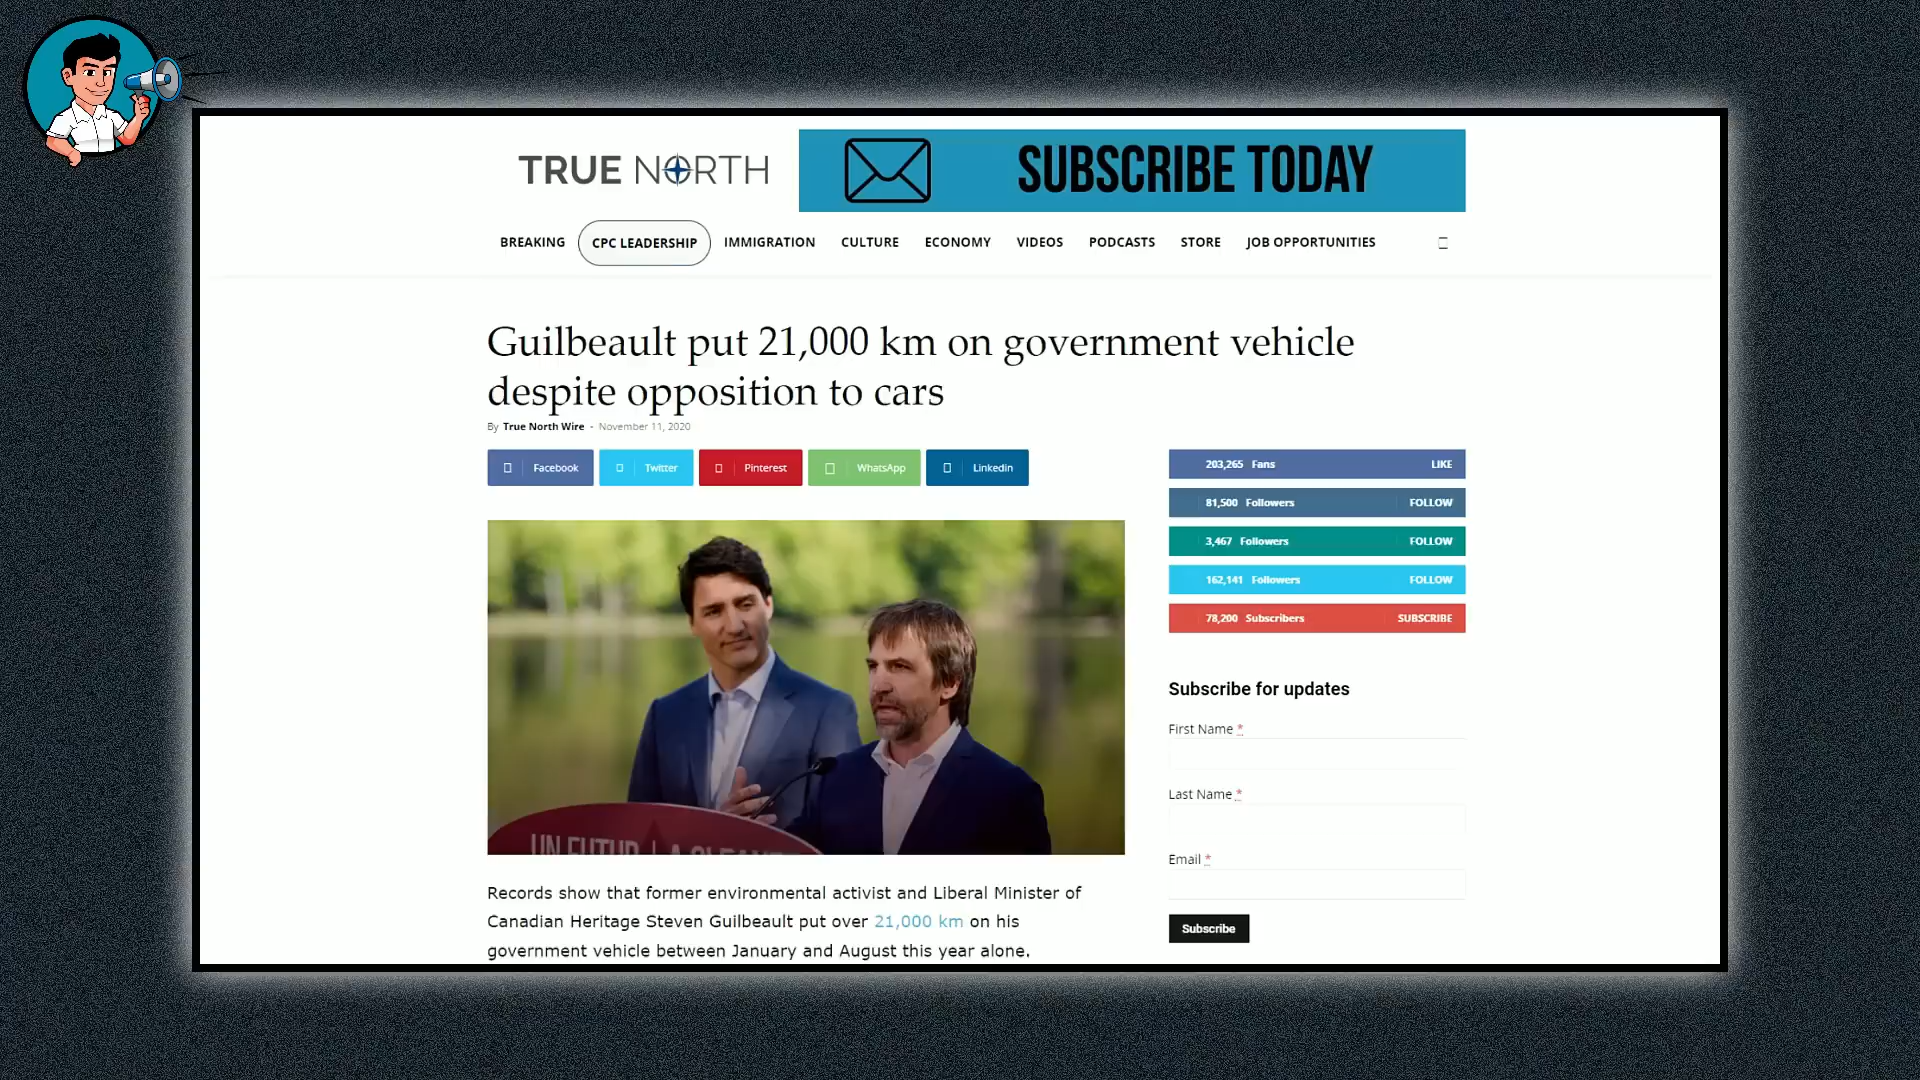 TRUE NORTH
SUBSCRIBE TODAY
BREAKING CPC LEADERSHIP IMMIGRATION CULTURE ECONOMY VIDEOS PODCASTS STORE JOB OPPORTUNITIES
Guilbeault put 21,000 km on government vehicle
despite opposition to cars
By True North Wire - November 11, 2020
Facebook Twitter Pinterest WhatsApp Linkedin
203,265 Fans LIKE
81,500 Followers FOLLOW
3,467 Followers FOLLOW
162,141 Followers FOLLOW
78,200 Subscribers SUBSCRIBE
UN FUTUR
Subscribe for updates
First Name *
Last Name *
Email *
Subscribe
Records show that former environmental activist and Liberal Minister of
Canadian Heritage Steven Guilbeault put over 21,000 km on his
government vehicle between January and August this year alone.